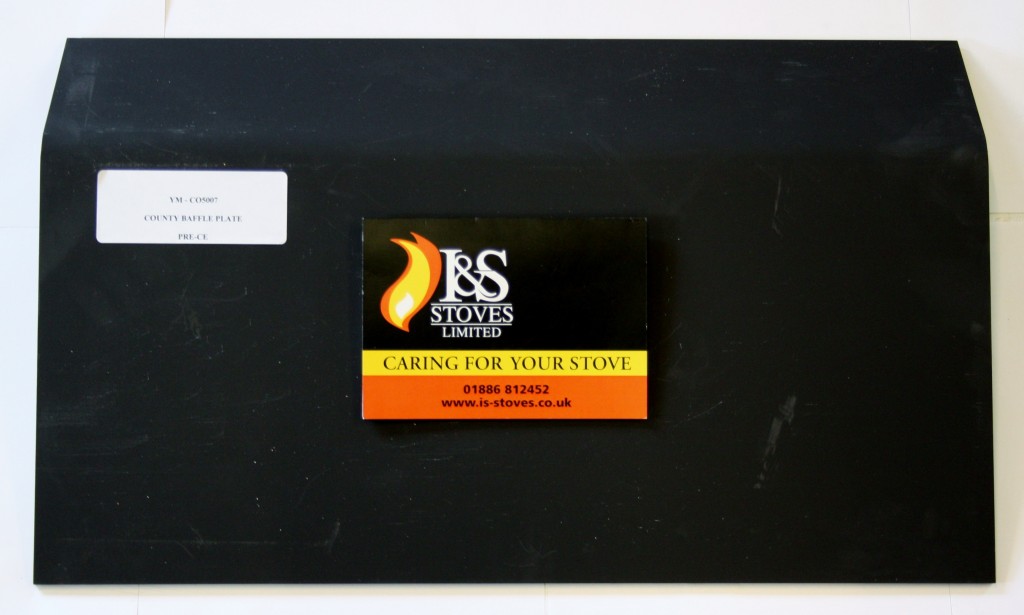 YM - CO5007
COUNTY BAFFLE PLATE
PRE-CE
I&S
STOVES
LIMITED
CARING FOR YOUR STOVE
01886 812452
www.is-stoves.co.uk